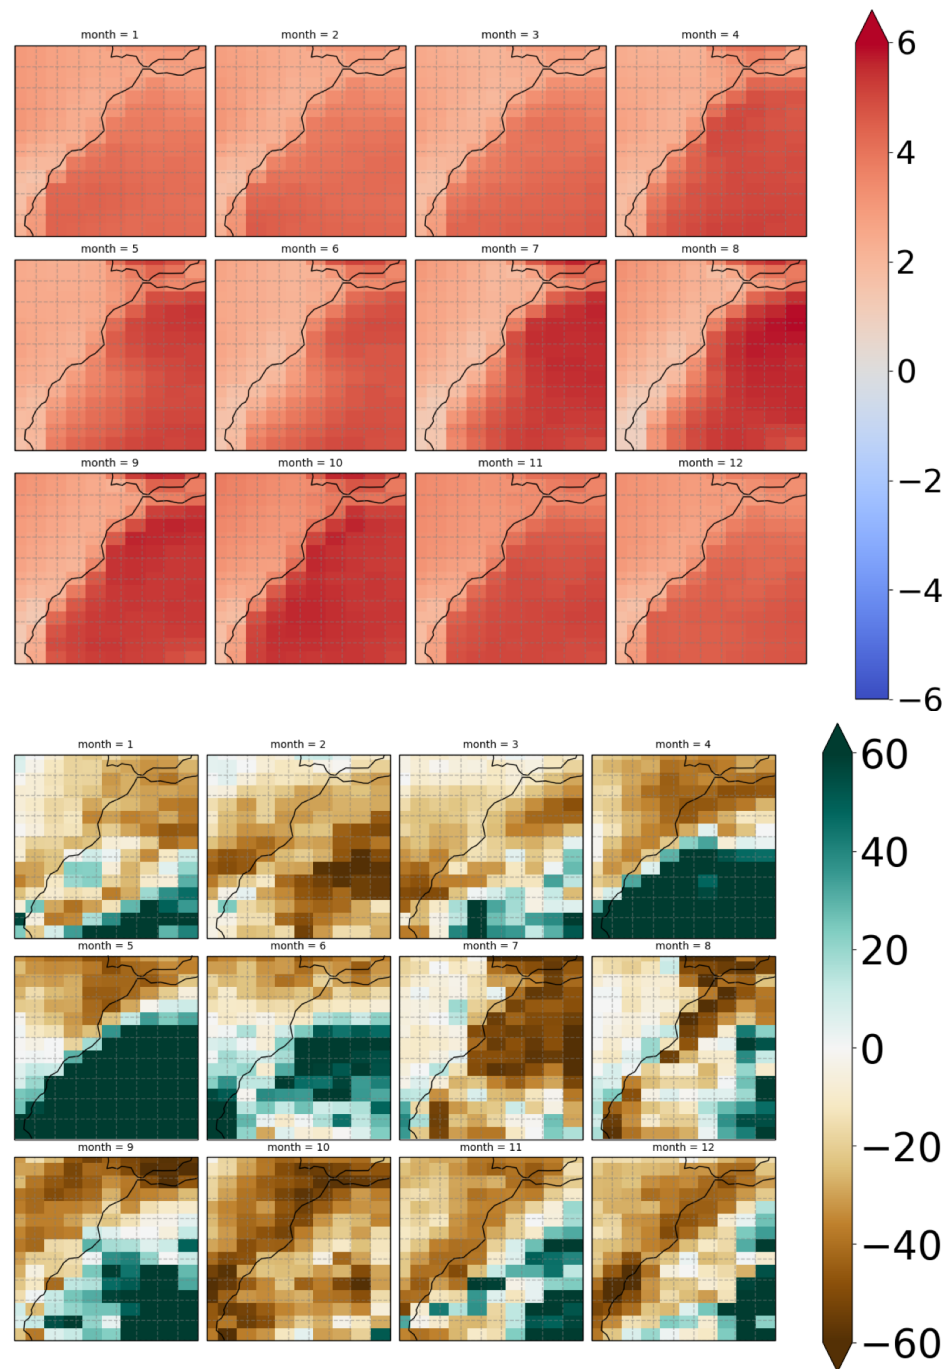 month = 1
month = 2
month = 3
month = 4
month = 5
month = 6
month = 7
month = 8
month = 9
month = 10
month = 11
month = 12
6
4
2
0
−2
−4
−6
month = 1
month = 2
month = 3
month = 4
month = 5
month = 6
month = 7
month = 8
month = 9
month = 10
month = 11
month = 12
60
40
20
0
−20
−40
−60